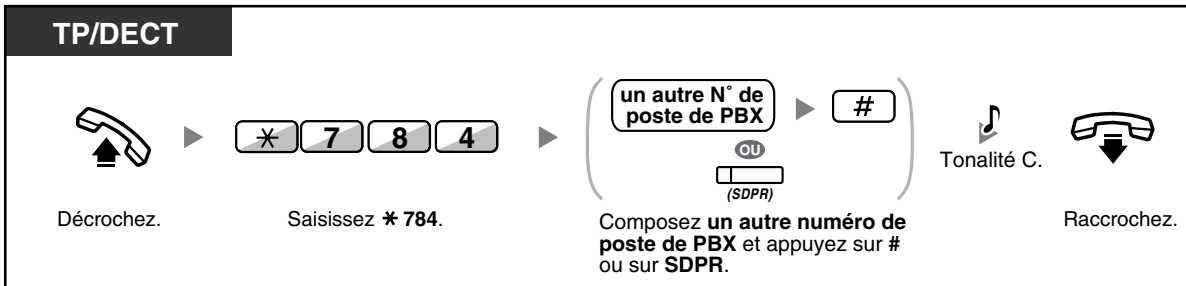 TP/DECT
un autre N° de
poste de PBX
#
* 7 8 4
OU
(SDPR)
Tonalité C.
Décrochez.
Saisissez * 784.
Composez un autre numéro de
poste de PBX et appuyez sur #
ou sur SDPR.
Raccrochez.